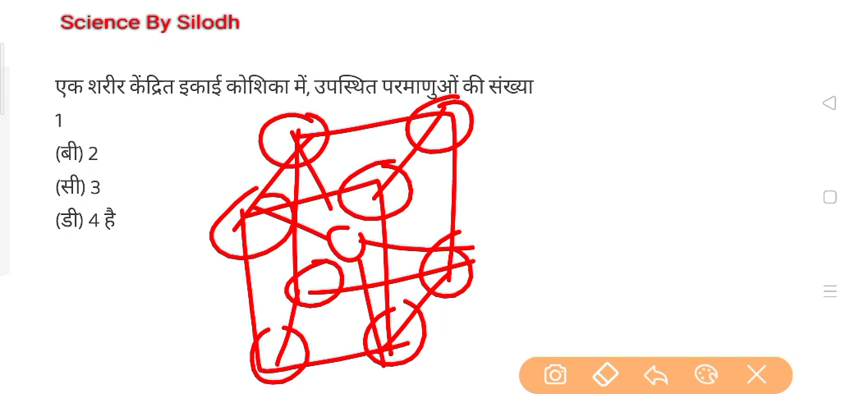 Science By Silodh
एक शरीर केंद्रित इकाई कोशिका में, उपस्थित परमाणुओं की संख्या
1
(बी) 2
(सी) 3
(डी) 4 है